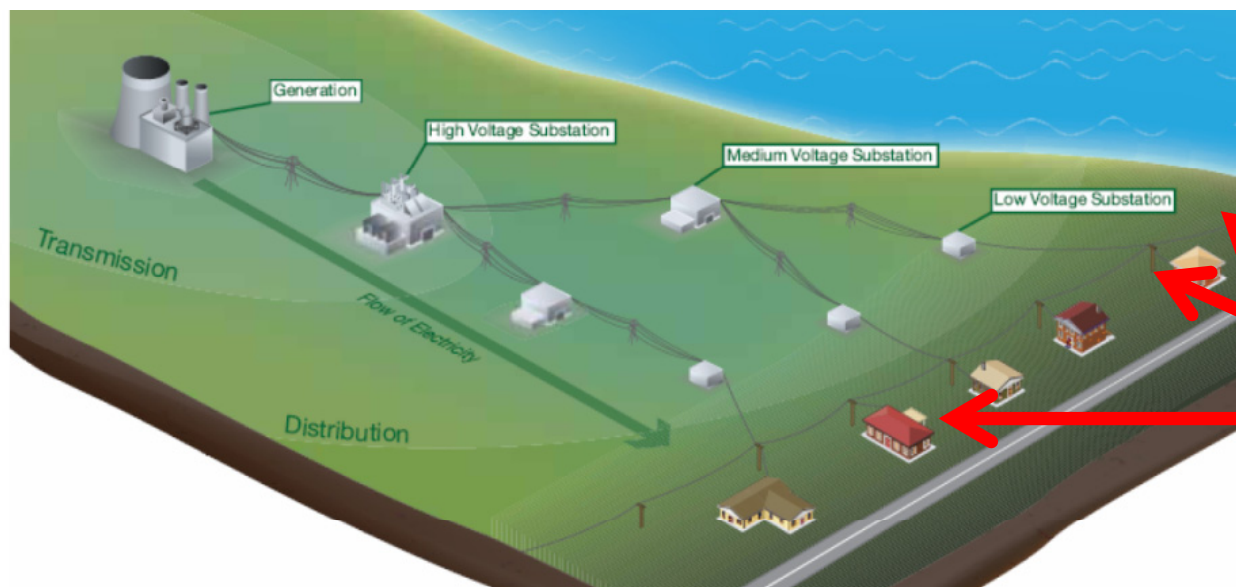 Generation
High Voltage Substation
Medium Voltage Substation
Low Voltage Substation
Transmission
Flow of Electricity
Distribution